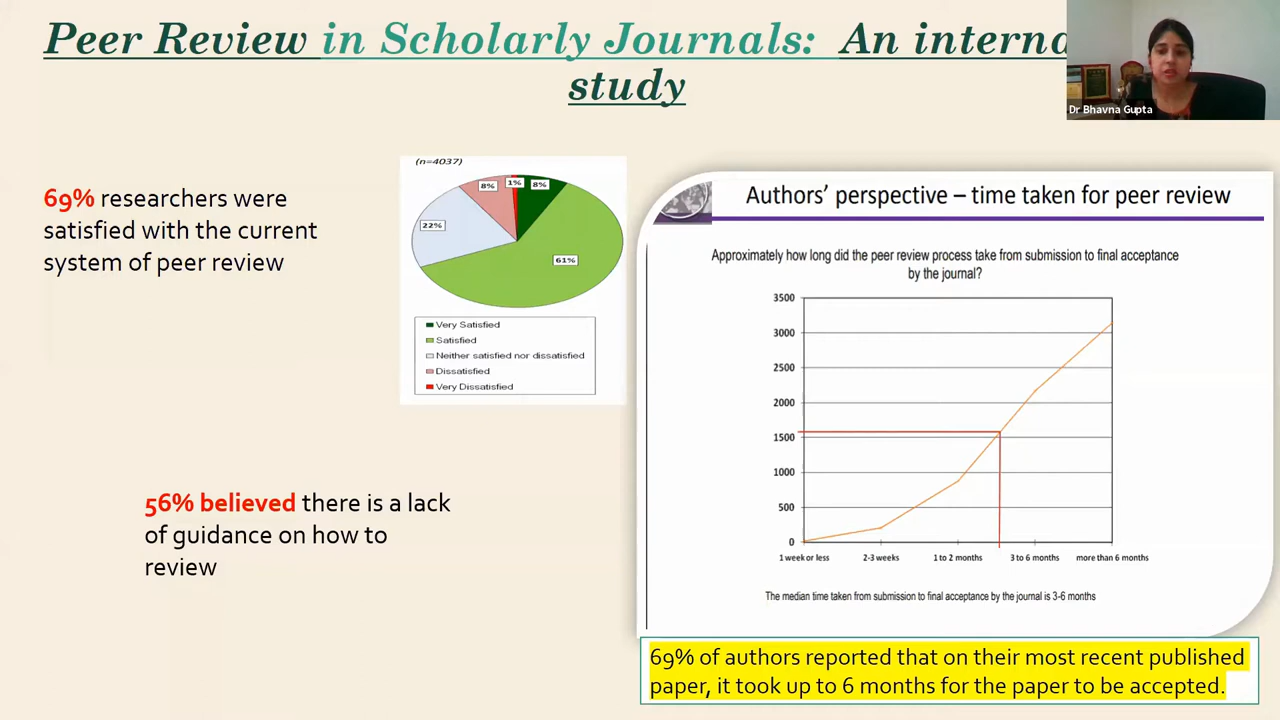 Peer Review in Scholarly Journals: An interna
study
Dr Bhavna Gupta
69% researchers were
satisfied with the current
system of peer review
(n=4037)
8%
1%
8%
22%
61%
Very Satisfied
Satisfied
Neither satisfied nor dissatisfied
Dissatisfied
Very Dissatisfied
56% believed there is a lack
of guidance on how to
review
Authors' perspective – time taken for peer review
Approximately how long did the peer review process take from submission to final acceptance
by the journal?
3500
3000
2500
2000
1500
1000
500
0
1 week or less 2-3 weeks 1 to 2 months 3 to 6 months more than 6 months
The median time taken from submission to final acceptance by the journal is 3-6 months
69% of authors reported that on their most recent published
paper, it took up to 6 months for the paper to be accepted.